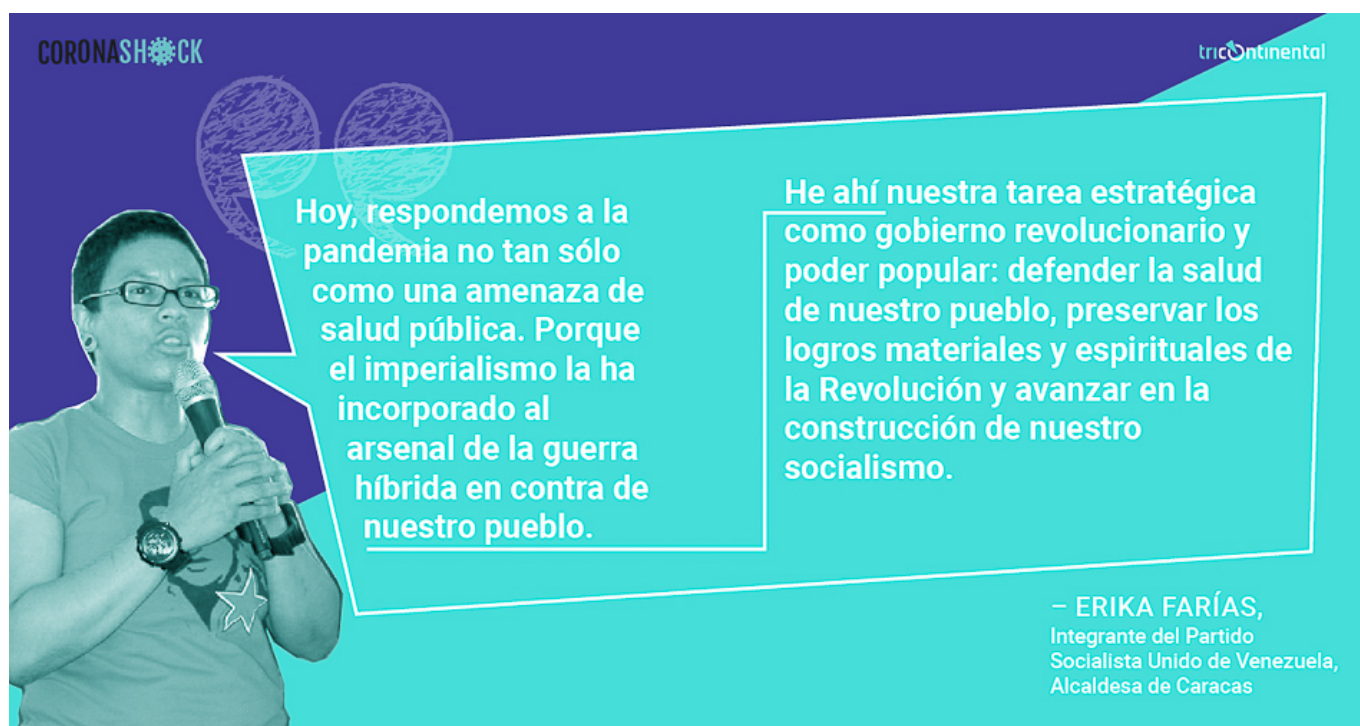 CORONASHOCK
tricontinental
Hoy, respondemos a la
pandemia no tan sólo
como una amenaza de
salud pública. Porque
el imperialismo la ha
incorporado al
arsenal de la guerra
híbrida en contra de
nuestro pueblo.
He ahí nuestra tarea estratégica
como gobierno revolucionario y
poder popular: defender la salud
de nuestro pueblo, preservar los
logros materiales y espirituales de
la Revolución y avanzar en la
construcción de nuestro
socialismo.
– ERIKA FARÍAS,
Integrante del Partido
Socialista Unido de Venezuela,
Alcaldesa de Caracas